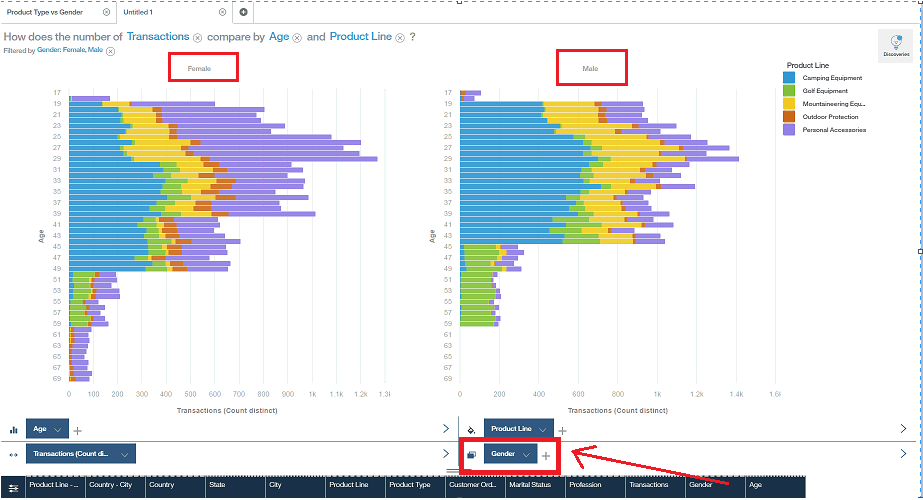 Product Type vs Gender
Untitled 1
How does the number of Transactions compare by Age and Product Line ?
Filtered by Gender: Female, Male
Discoveries
Female
Male
Product Line
Camping Equipment
Golf Equipment
Mountaineering Equ...
Outdoor Protection
Personal Accessories
Age
17
19
21
23
25
27
29
31
33
35
37
39
41
43
45
47
49
51
53
55
57
59
61
63
65
67
69
0 100 200 300 400 500 600 700 800 900 1k 1.1k 1.2k 1.3l
Transactions (Count distinct)
Age
17
19
21
23
25
27
29
31
33
35
37
39
41
43
45
47
49
51
53
55
57
59
61
63
65
67
69
0 200 400 600 800 1k 1.2k 1.4k 1.6k
Transactions (Count distinct)
Age
Product Line
Transactions (Count di...
Gender
Product Line - ... Country - City Country State City Product Line Product Type Customer Ord... Marital Status Profession Transactions Gender Age